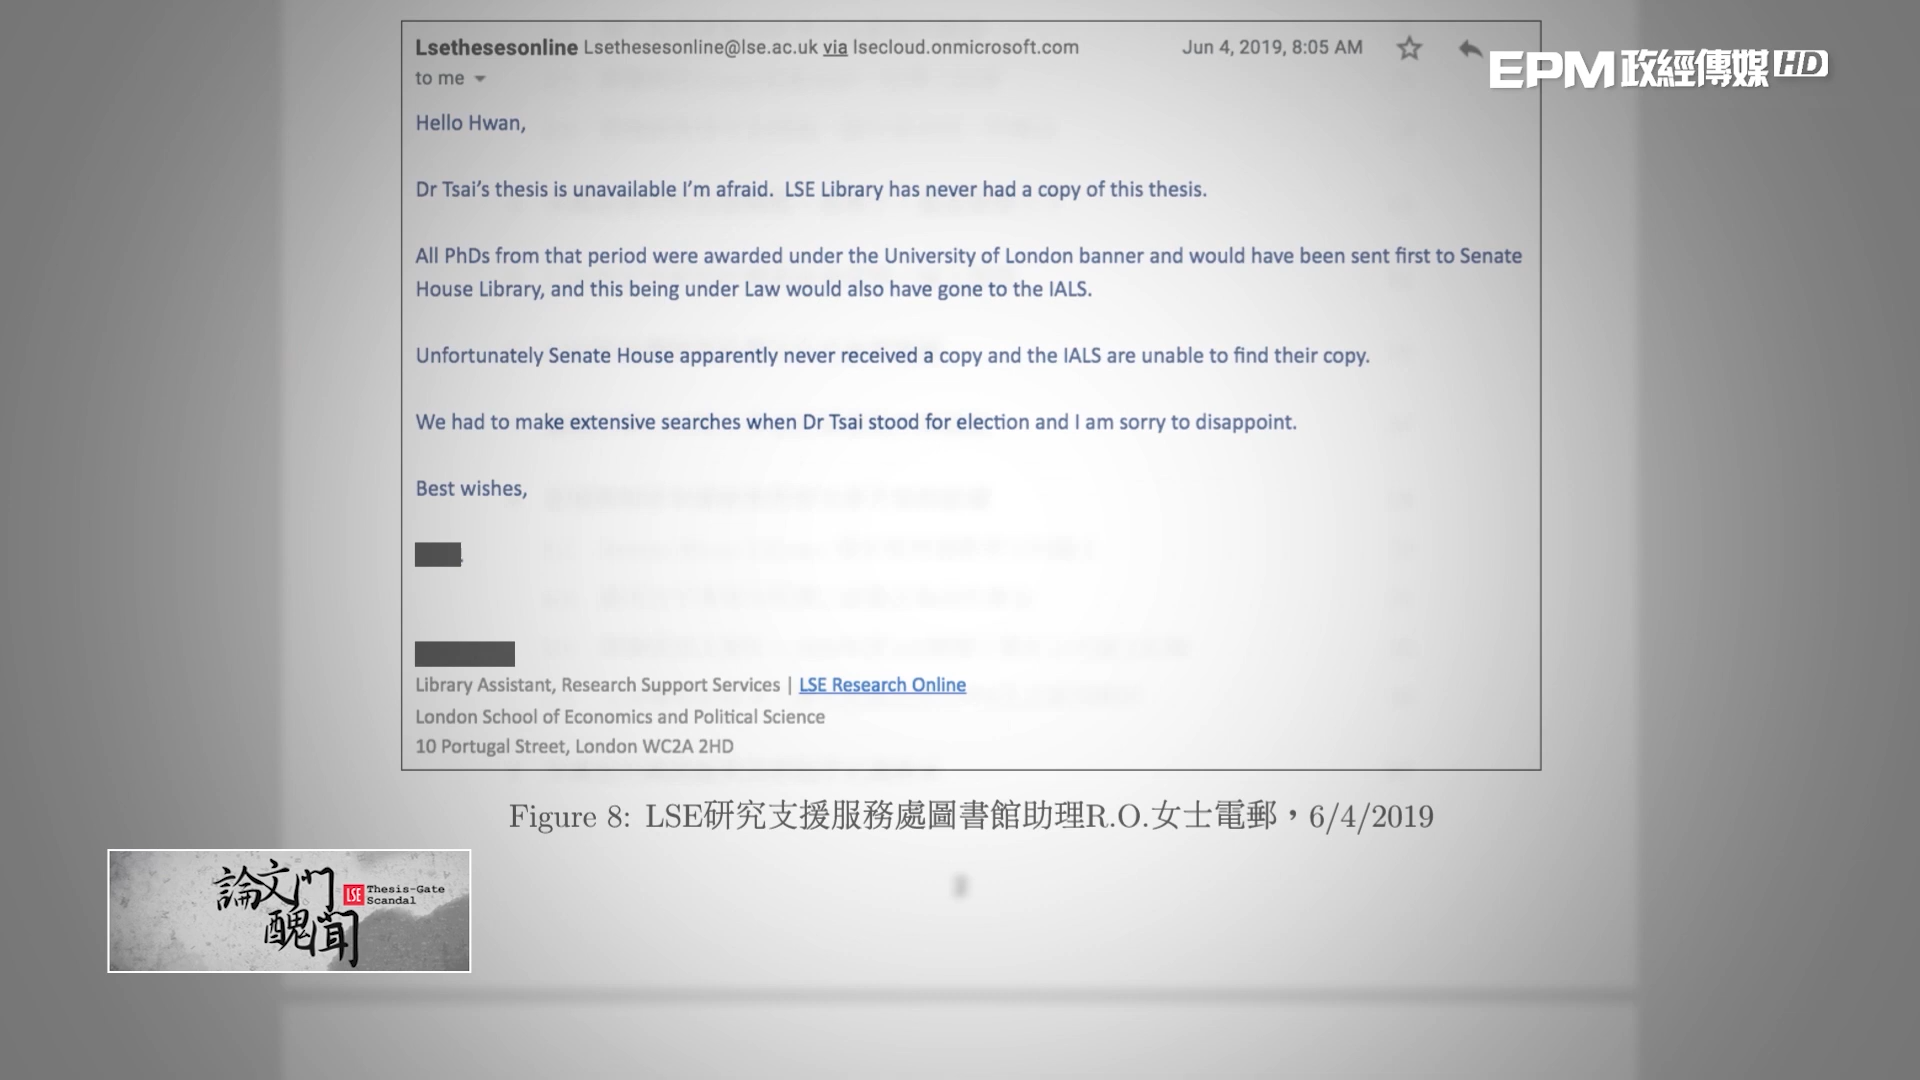 Lsethesesonline Lsethesesonline@lse.ac.uk via lsecloud.onmicrosoft.com Jun 4, 2019, 8:05 AM
to me
EPM政經傳媒HD
Hello Hwan,
Dr Tsai’s thesis is unavailable I’m afraid. LSE Library has never had a copy of this thesis.
All PhDs from that period were awarded under the University of London banner and would have been sent first to Senate
House Library, and this being under Law would also have gone to the IALS.
Unfortunately Senate House apparently never received a copy and the IALS are unable to find their copy.
We had to make extensive searches when Dr Tsai stood for election and I am sorry to disappoint.
Best wishes,
Library Assistant, Research Support Services | LSE Research Online
London School of Economics and Political Science
10 Portugal Street, London WC2A 2HD
Figure 8: LSE研究支援服務處圖書館助理R.O.女士電郵，6/4/2019
論文門
醜聞
LSE Thesis-Gate
Scandal